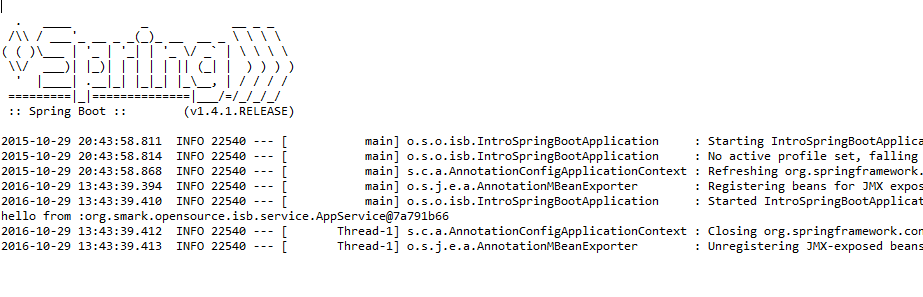 .   ____          _            __ _ _
 /\\ / ___'_ __ _ _(_)_ __  __ _ \ \ \ \
( ( )\___ | '_ | '_| | '_ \/ _` | \ \ \ \
 \\/  ___)| |_)| | | | | || (_| |  ) ) ) )
  '  |____| .__|_| |_|_| |_\__, | / / / /
 =========|_|==============|___/=/_/_/_/
 :: Spring Boot ::        (v1.4.1.RELEASE)
2015-10-29 20:43:58.811  INFO 22540 --- [           main] o.s.o.isb.IntroSpringBootApplication     : Starting IntroSpringBootApplica
2015-10-29 20:43:58.814  INFO 22540 --- [           main] o.s.o.isb.IntroSpringBootApplication     : No active profile set, falling
2015-10-29 20:43:58.868  INFO 22540 --- [           main] s.c.a.AnnotationConfigApplicationContext : Refreshing org.springframework.
2016-10-29 13:43:39.394  INFO 22540 --- [           main] o.s.j.e.a.AnnotationMBeanExporter        : Registering beans for JMX expos
2016-10-29 13:43:39.410  INFO 22540 --- [           main] o.s.o.isb.IntroSpringBootApplication     : Started IntroSpringBootApplicat
hello from :org.smark.opensource.isb.service.AppService@7a791b66
2016-10-29 13:43:39.412  INFO 22540 --- [       Thread-1] s.c.a.AnnotationConfigApplicationContext : Closing org.springframework.con
2016-10-29 13:43:39.413  INFO 22540 --- [       Thread-1] o.s.j.e.a.AnnotationMBeanExporter        : Unregistering JMX-exposed beans